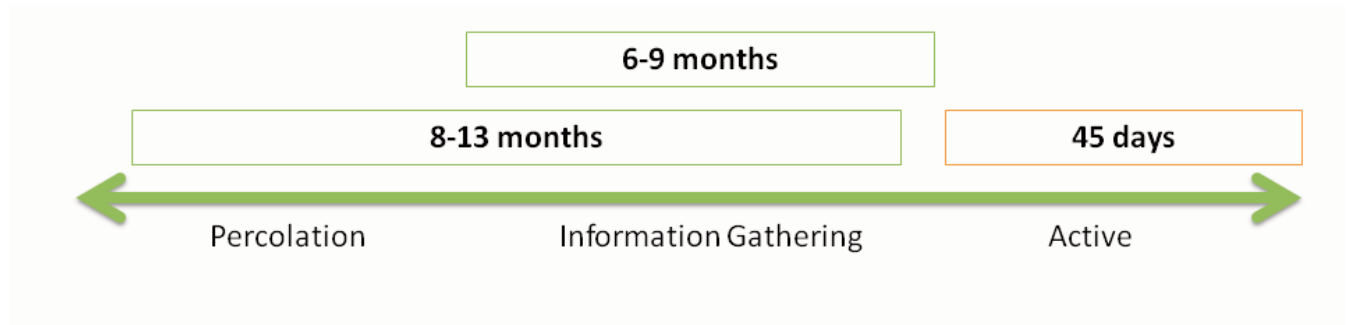 6-9 months
8-13 months
45 days
Percolation
Information Gathering
Active